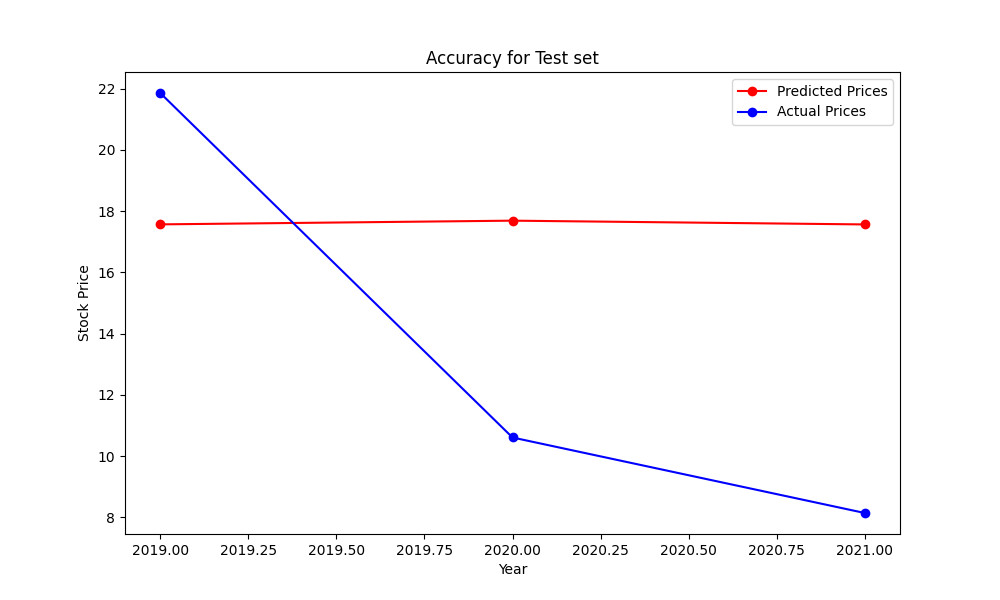 Accuracy for Test set
Predicted Prices
Actual Prices
22
20
18
16
14
12
10
8
Stock Price
2019.00 2019.25 2019.50 2019.75 2020.00 2020.25 2020.50 2020.75 2021.00
Year